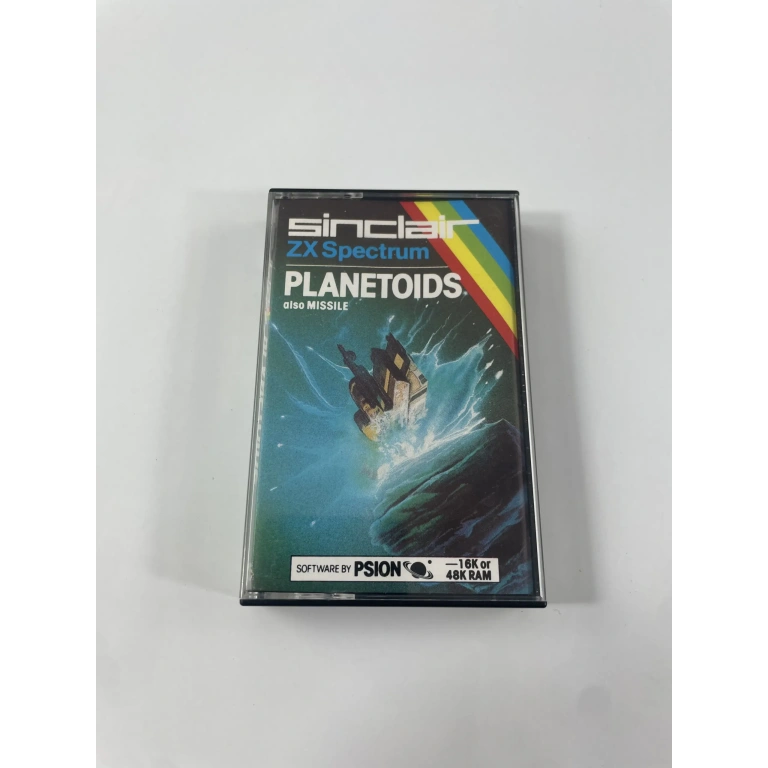 sinclair
ZX Spectrum
PLANETOIDS
also MISSILE
SOFTWARE BY PSION —16K or
48K RAM